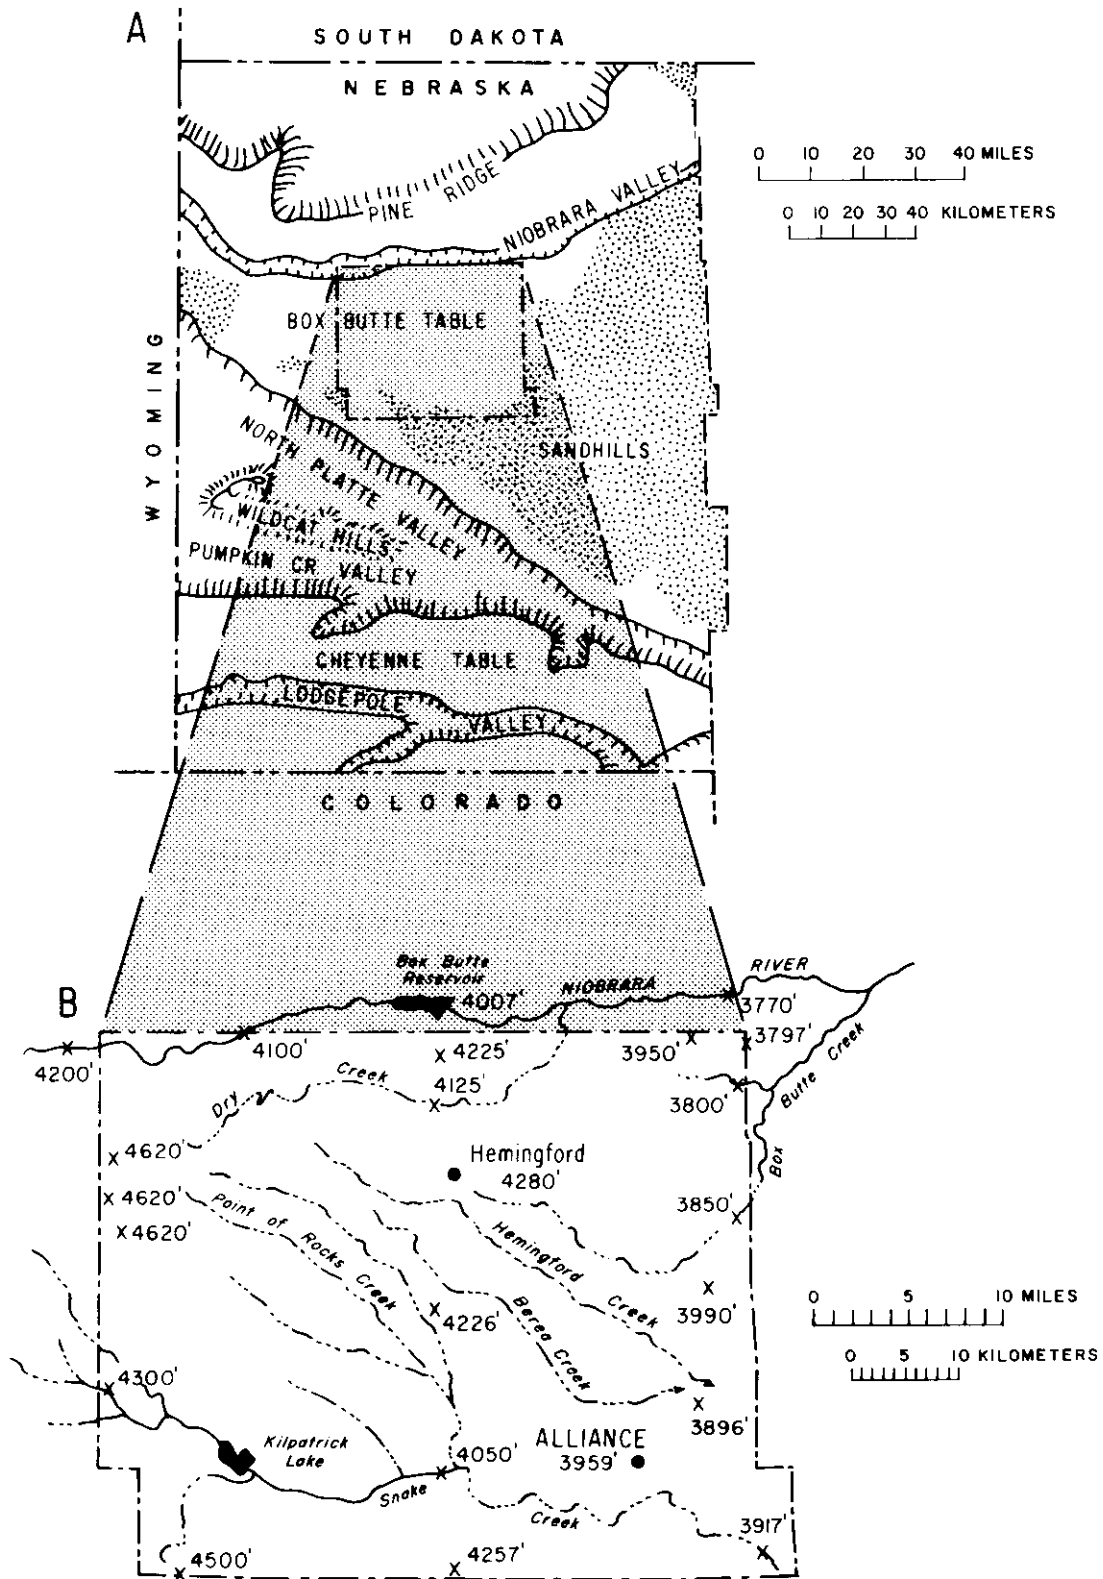 A
SOUTH DAKOTA
NEBRASKA
0 10 20 30 40 MILES
0 10 20 30 40 KILOMETERS
PINE RIDGE
NIOBRARA VALLEY
BOX BUTTE TABLE
WYOMING
NORTH PLATTE VALLEY
SANDHILLS
WILDCAT HILLS
PUMPKIN CR VALLEY
CHEYENNE TABLE
LODGEPOLE VALLEY
COLORADO
B
Box Butte
Reservoir
4007'
NIOBRARA RIVER
3770'
4200'
4100'
4225'
3950'
3797'
Dry Creek
4125'
3800'
Box Butte Creek
4620'
Hemingford
4280'
4620'
Point of Rocks Creek
3850'
4620'
Hemingford Creek
3990'
4226'
Berea Creek
0 5 10 MILES
0 5 10 KILOMETERS
4300'
3896'
Kilpatrick
Lake
ALLIANCE
3959'
4050'
Snake Creek
3917'
4500'
4257'